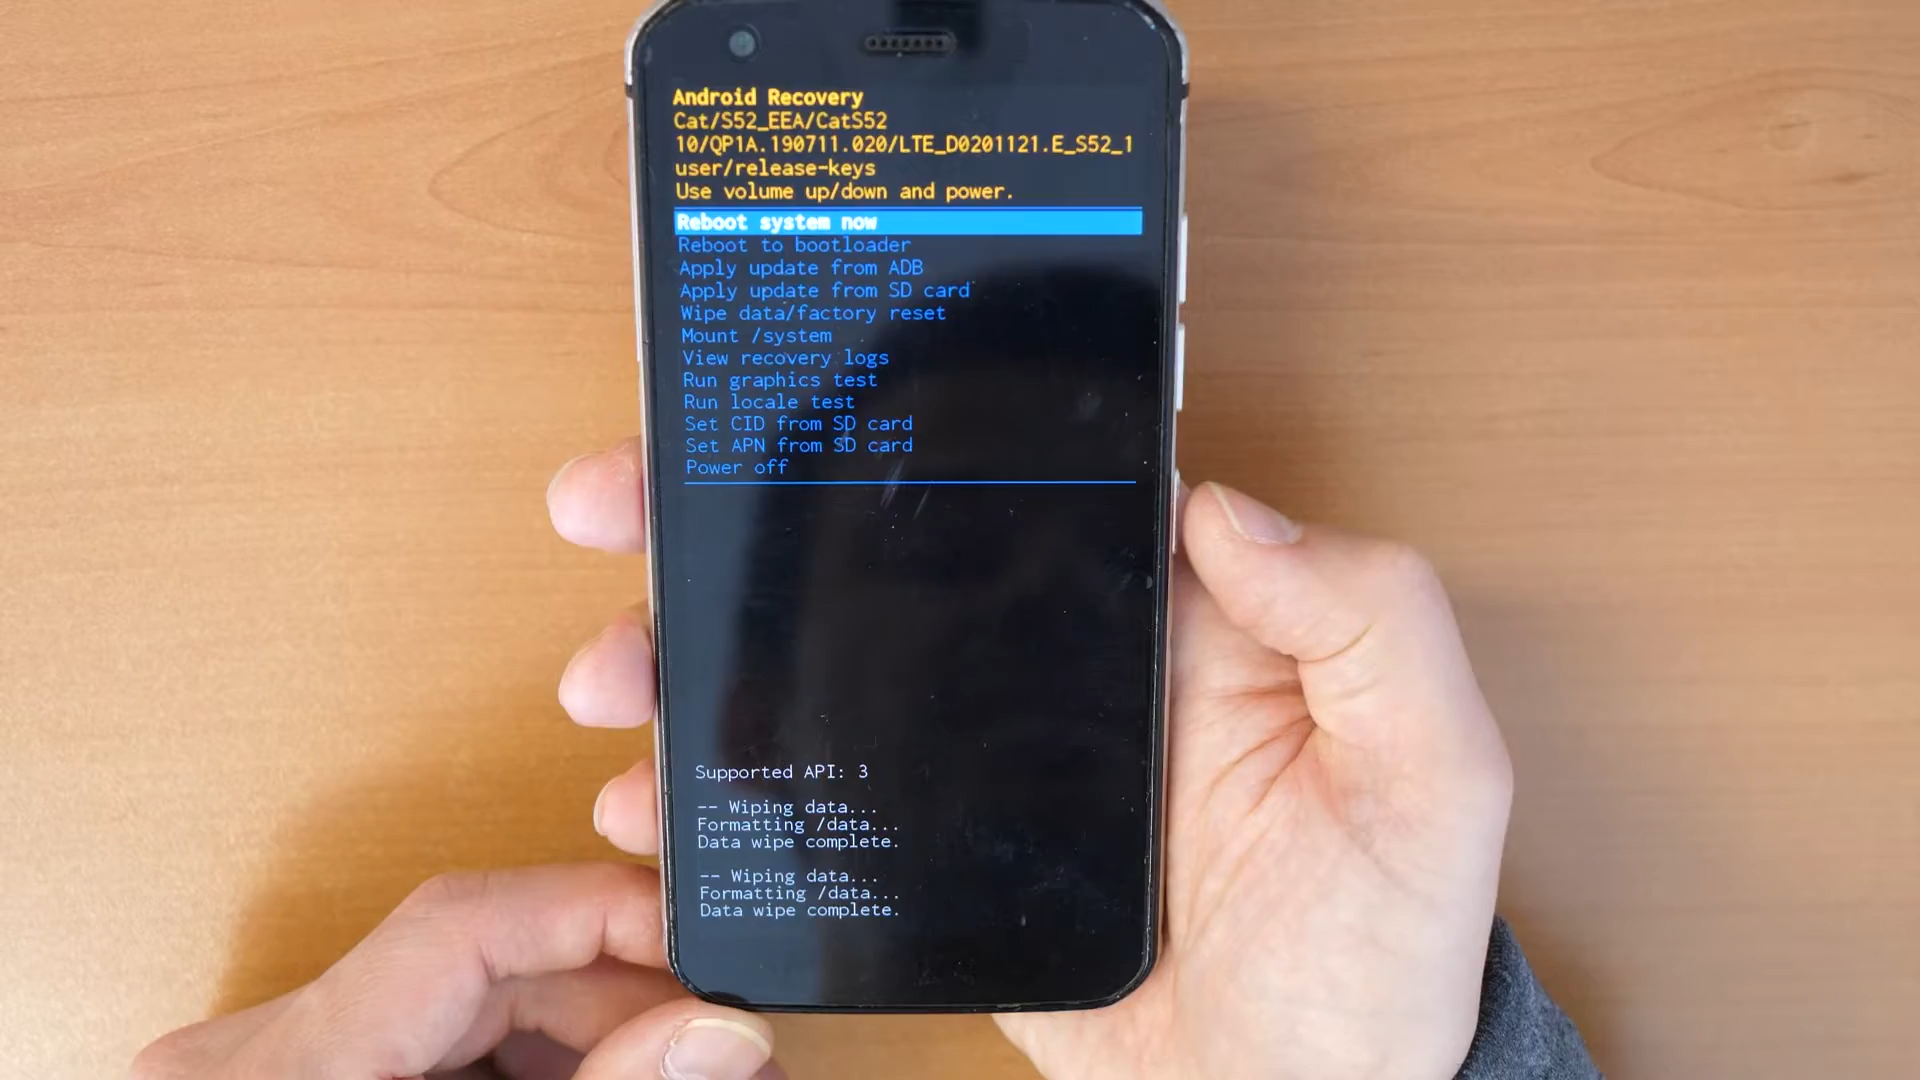 Android Recovery
Cat/S52_EEA/CatS52
10/QP1A.190711.020/LTE_D0201121.E_S52_1
user/release-keys
Use volume up/down and power.
Reboot system now
Reboot to bootloader
Apply update from ADB
Apply update from SD card
Wipe data/factory reset
Mount /system
View recovery logs
Run graphics test
Run locale test
Set CID from SD card
Set APN from SD card
Power off
Supported API: 3
-- Wiping data...
Formatting /data...
Data wipe complete.
-- Wiping data...
Formatting /data...
Data wipe complete.